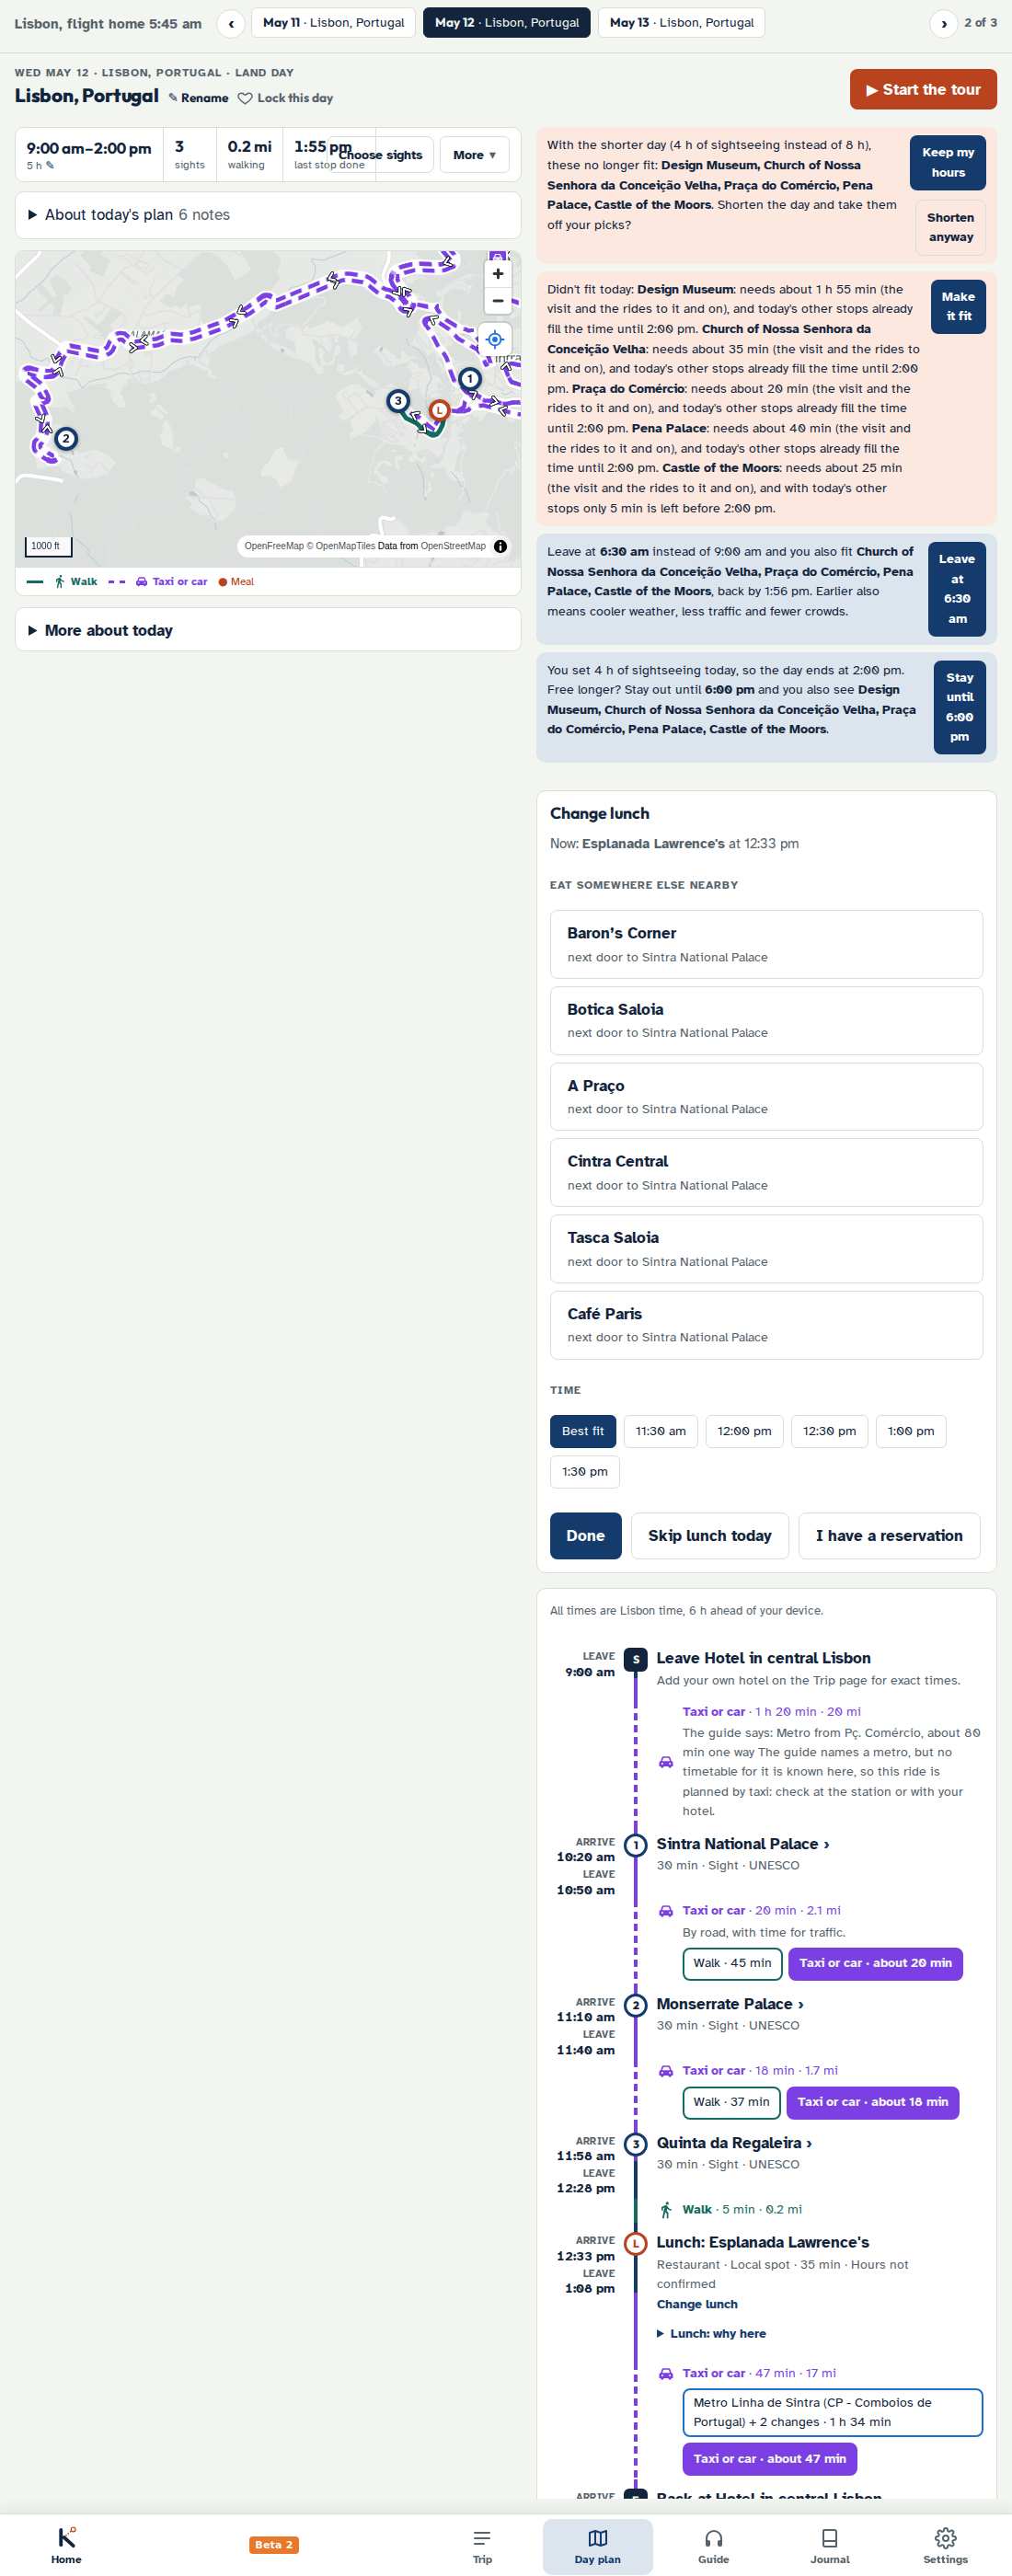 Lisbon, flight home 5:45 am
‹
May 11 · Lisbon, Portugal
May 12 · Lisbon, Portugal
May 13 · Lisbon, Portugal
›
2 of 3
WED MAY 12 · LISBON, PORTUGAL · LAND DAY
Lisbon, Portugal
✎ Rename
Lock this day
▶ Start the tour
9:00 am–2:00 pm
5 h ✎
3
sights
0.2 mi
walking
1:55 pm
last stop done
Choose sights
More ▾
▶ About today's plan 6 notes
+
−
1
3
L
2
1000 ft
OpenFreeMap © OpenMapTiles Data from OpenStreetMap
Walk
Taxi or car
Meal
▶ More about today
With the shorter day (4 h of sightseeing instead of 8 h),
these no longer fit: Design Museum, Church of Nossa
Senhora da Conceição Velha, Praça do Comércio, Pena
Palace, Castle of the Moors. Shorten the day and take them
off your picks?
Keep my
hours
Shorten
anyway
Didn't fit today: Design Museum: needs about 1 h 55 min (the
visit and the rides to it and on), and today's other stops already
fill the time until 2:00 pm. Church of Nossa Senhora da
Conceição Velha: needs about 35 min (the visit and the rides to
it and on), and today's other stops already fill the time until 2:00
pm. Praça do Comércio: needs about 20 min (the visit and the
rides to it and on), and today's other stops already fill the time
until 2:00 pm. Pena Palace: needs about 40 min (the visit and
the rides to it and on), and today's other stops already fill the
time until 2:00 pm. Castle of the Moors: needs about 25 min
(the visit and the rides to it and on), and with today's other
stops only 5 min is left before 2:00 pm.
Make
it fit
Leave at 6:30 am instead of 9:00 am and you also fit Church of
Nossa Senhora da Conceição Velha, Praça do Comércio, Pena
Palace, Castle of the Moors, back by 1:56 pm. Earlier also
means cooler weather, less traffic and fewer crowds.
Leave
at
6:30
am
You set 4 h of sightseeing today, so the day ends at 2:00 pm.
Free longer? Stay out until 6:00 pm and you also see Design
Museum, Church of Nossa Senhora da Conceição Velha, Praça
do Comércio, Pena Palace, Castle of the Moors.
Stay
until
6:00
pm
Change lunch
Now: Esplanada Lawrence's at 12:33 pm
EAT SOMEWHERE ELSE NEARBY
Baron's Corner
next door to Sintra National Palace
Botica Saloia
next door to Sintra National Palace
A Praço
next door to Sintra National Palace
Cintra Central
next door to Sintra National Palace
Tasca Saloia
next door to Sintra National Palace
Café Paris
next door to Sintra National Palace
TIME
Best fit
11:30 am
12:00 pm
12:30 pm
1:00 pm
1:30 pm
Done
Skip lunch today
I have a reservation
All times are Lisbon time, 6 h ahead of your device.
LEAVE
9:00 am
S
Leave Hotel in central Lisbon
Add your own hotel on the Trip page for exact times.
Taxi or car · 1 h 20 min · 20 mi
The guide says: Metro from Pç. Comércio, about 80
min one way The guide names a metro, but no
timetable for it is known here, so this ride is
planned by taxi: check at the station or with your
hotel.
ARRIVE
10:20 am
LEAVE
10:50 am
1
Sintra National Palace ›
30 min · Sight · UNESCO
Taxi or car · 20 min · 2.1 mi
By road, with time for traffic.
Walk · 45 min
Taxi or car · about 20 min
ARRIVE
11:10 am
LEAVE
11:40 am
2
Monserrate Palace ›
30 min · Sight · UNESCO
Taxi or car · 18 min · 1.7 mi
Walk · 37 min
Taxi or car · about 18 min
ARRIVE
11:58 am
LEAVE
12:28 pm
3
Quinta da Regaleira ›
30 min · Sight · UNESCO
Walk · 5 min · 0.2 mi
ARRIVE
12:33 pm
LEAVE
1:08 pm
L
Lunch: Esplanada Lawrence's
Restaurant · Local spot · 35 min · Hours not
confirmed
Change lunch
▶ Lunch: why here
Taxi or car · 47 min · 17 mi
Metro Linha de Sintra (CP - Comboios de
Portugal) + 2 changes · 1 h 34 min
Taxi or car · about 47 min
ARRIVE
Back at Hotel in central Lisbon
Home
Beta 2
Trip
Day plan
Guide
Journal
Settings